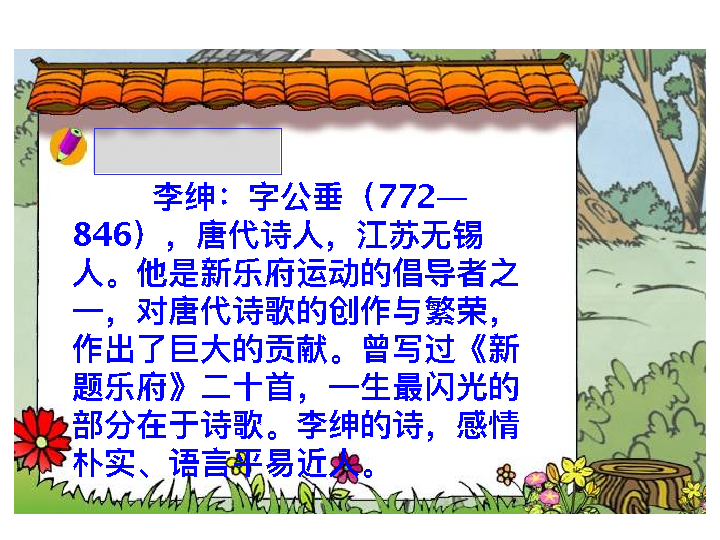 李绅：字公垂（772—
846），唐代诗人，江苏无锡
人。他是新乐府运动的倡导者之
一，对唐代诗歌的创作与繁荣，
作出了巨大的贡献。曾写过《新
题乐府》二十首，一生最闪光的
部分在于诗歌。李绅的诗，感情
朴实、语言平易近人。